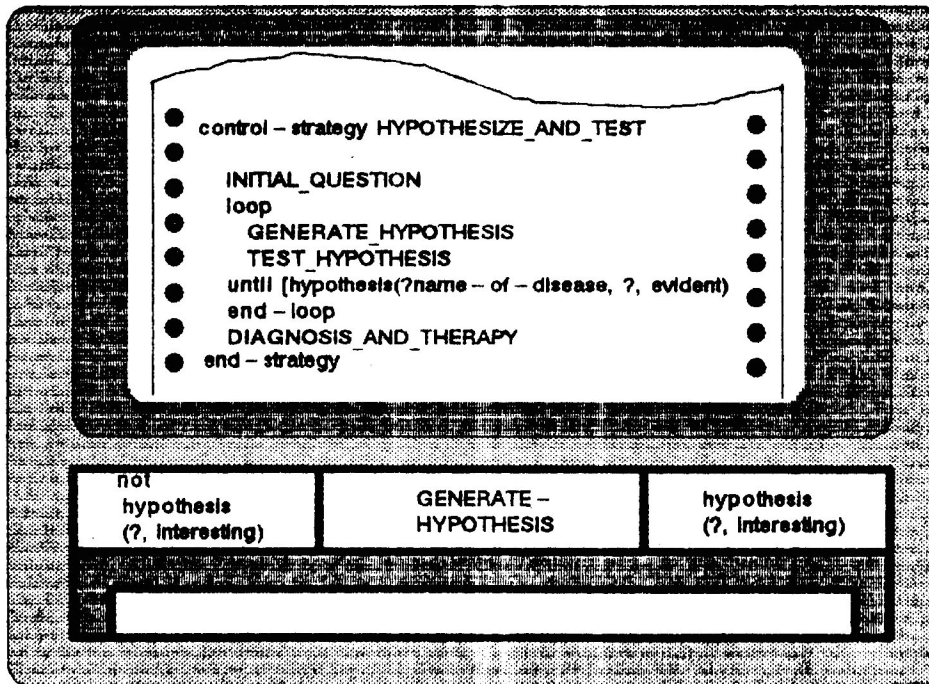 control – strategy HYPOTHESIZE_AND_TEST
INITIAL_QUESTION
loop
GENERATE_HYPOTHESIS
TEST_HYPOTHESIS
until [hypothesis(?name – of – disease, ?, evident)
end – loop
DIAGNOSIS_AND_THERAPY
end – strategy
not
hypothesis
(?, interesting)
GENERATE –
HYPOTHESIS
hypothesis
(?, interesting)